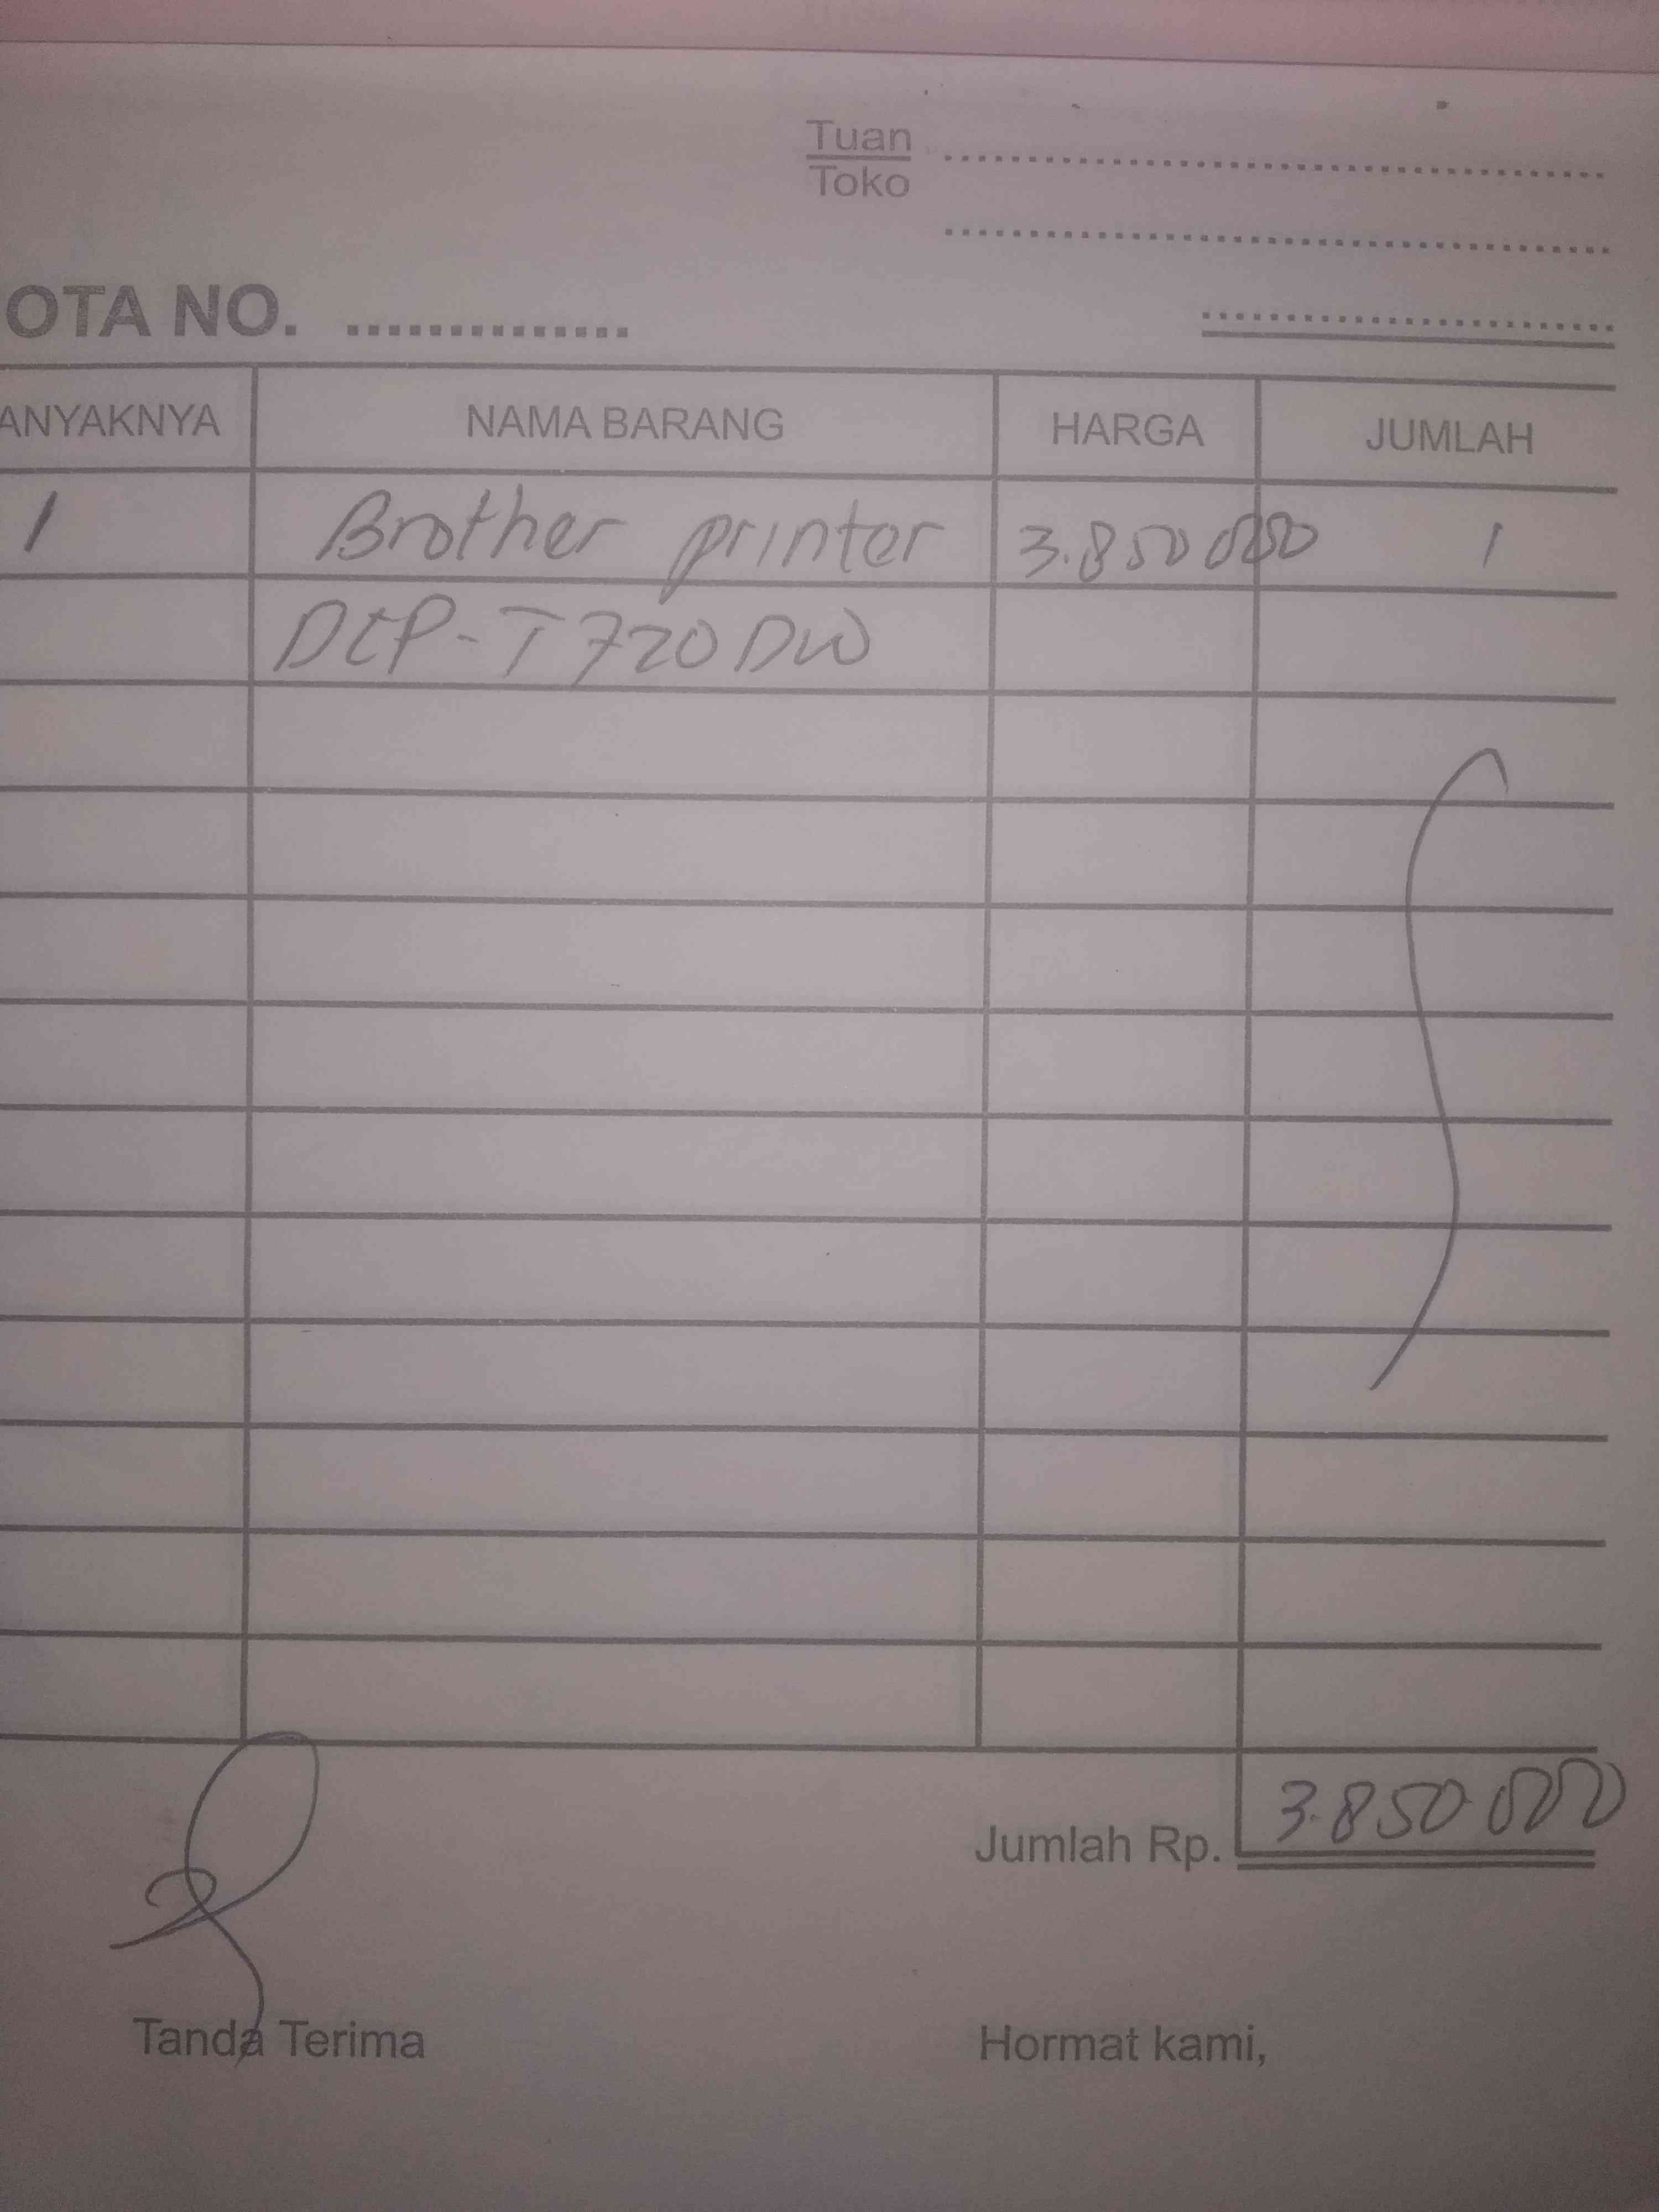 Tuan
Toko
OTA NO. ..............
ANYAKNYA NAMA BARANG HARGA JUMLAH
1 Brother printer 3.850 000 1
DCP-T720DW
Jumlah Rp. 3.850 000
Tanda Terima Hormat kami,